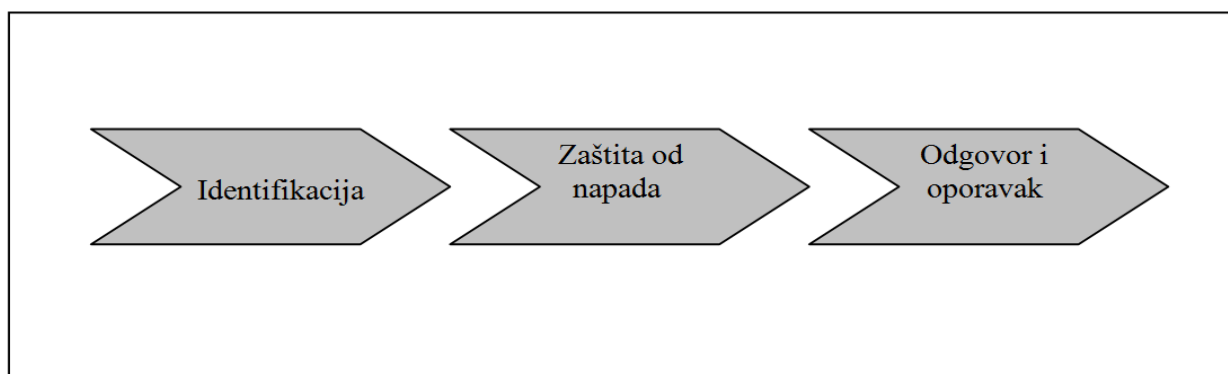 Identifikacija
Zaštita od
napada
Odgovor i
oporavak